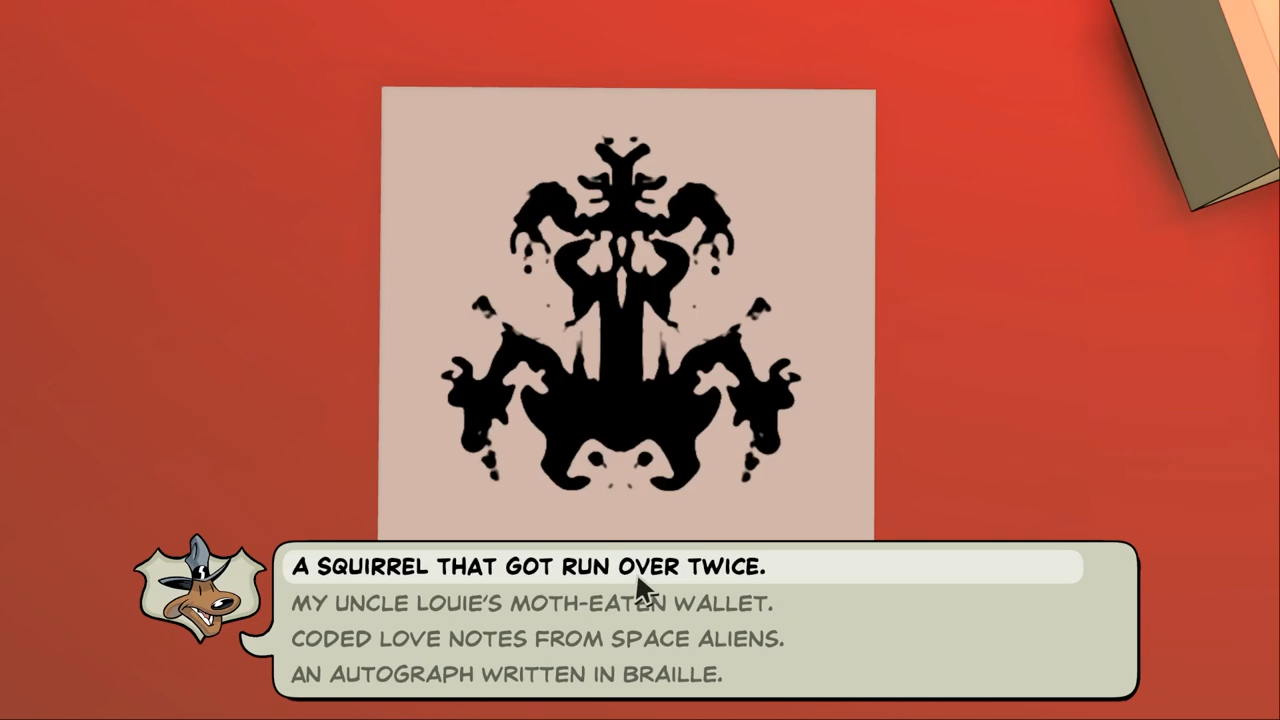 A SQUIRREL THAT GOT RUN OVER TWICE.
MY UNCLE LOUIE'S MOTH-EATEN WALLET.
CODED LOVE NOTES FROM SPACE ALIENS.
AN AUTOGRAPH WRITTEN IN BRAILLE.